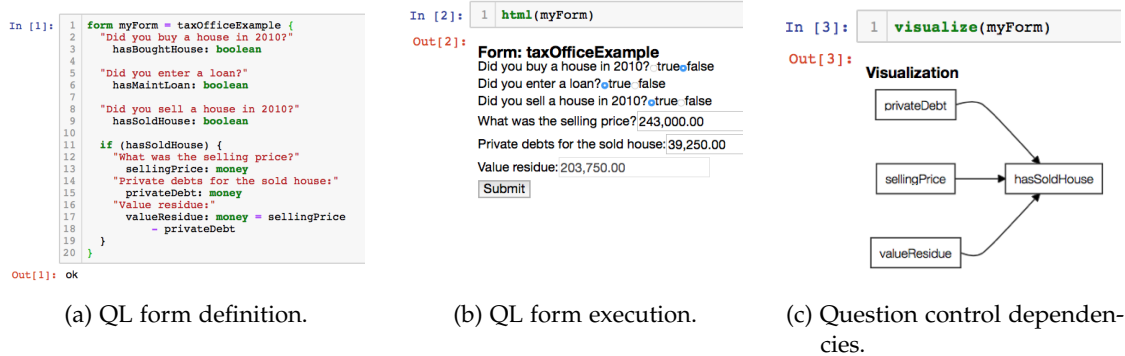 In [1]:
1 form myForm = taxOfficeExample {
2 "Did you buy a house in 2010?"
3 hasBoughtHouse: boolean
4
5 "Did you enter a loan?"
6 hasMaintLoan: boolean
7
8 "Did you sell a house in 2010?"
9 hasSoldHouse: boolean
10
11 if (hasSoldHouse) {
12 "What was the selling price?"
13 sellingPrice: money
14 "Private debts for the sold house:"
15 privateDebt: money
16 "Value residue:"
17 valueResidue: money = sellingPrice
18 - privateDebt
19 }
20 }
Out[1]: ok
(a) QL form definition.
In [2]: 1 html(myForm)
Out[2]:
Form: taxOfficeExample
Did you buy a house in 2010? true false
Did you enter a loan? true false
Did you sell a house in 2010? true false
What was the selling price? 243,000.00
Private debts for the sold house: 39,250.00
Value residue: 203,750.00
Submit
(b) QL form execution.
In [3]: 1 visualize(myForm)
Out[3]:
Visualization
privateDebt
sellingPrice
hasSoldHouse
valueResidue
(c) Question control dependen-
cies.